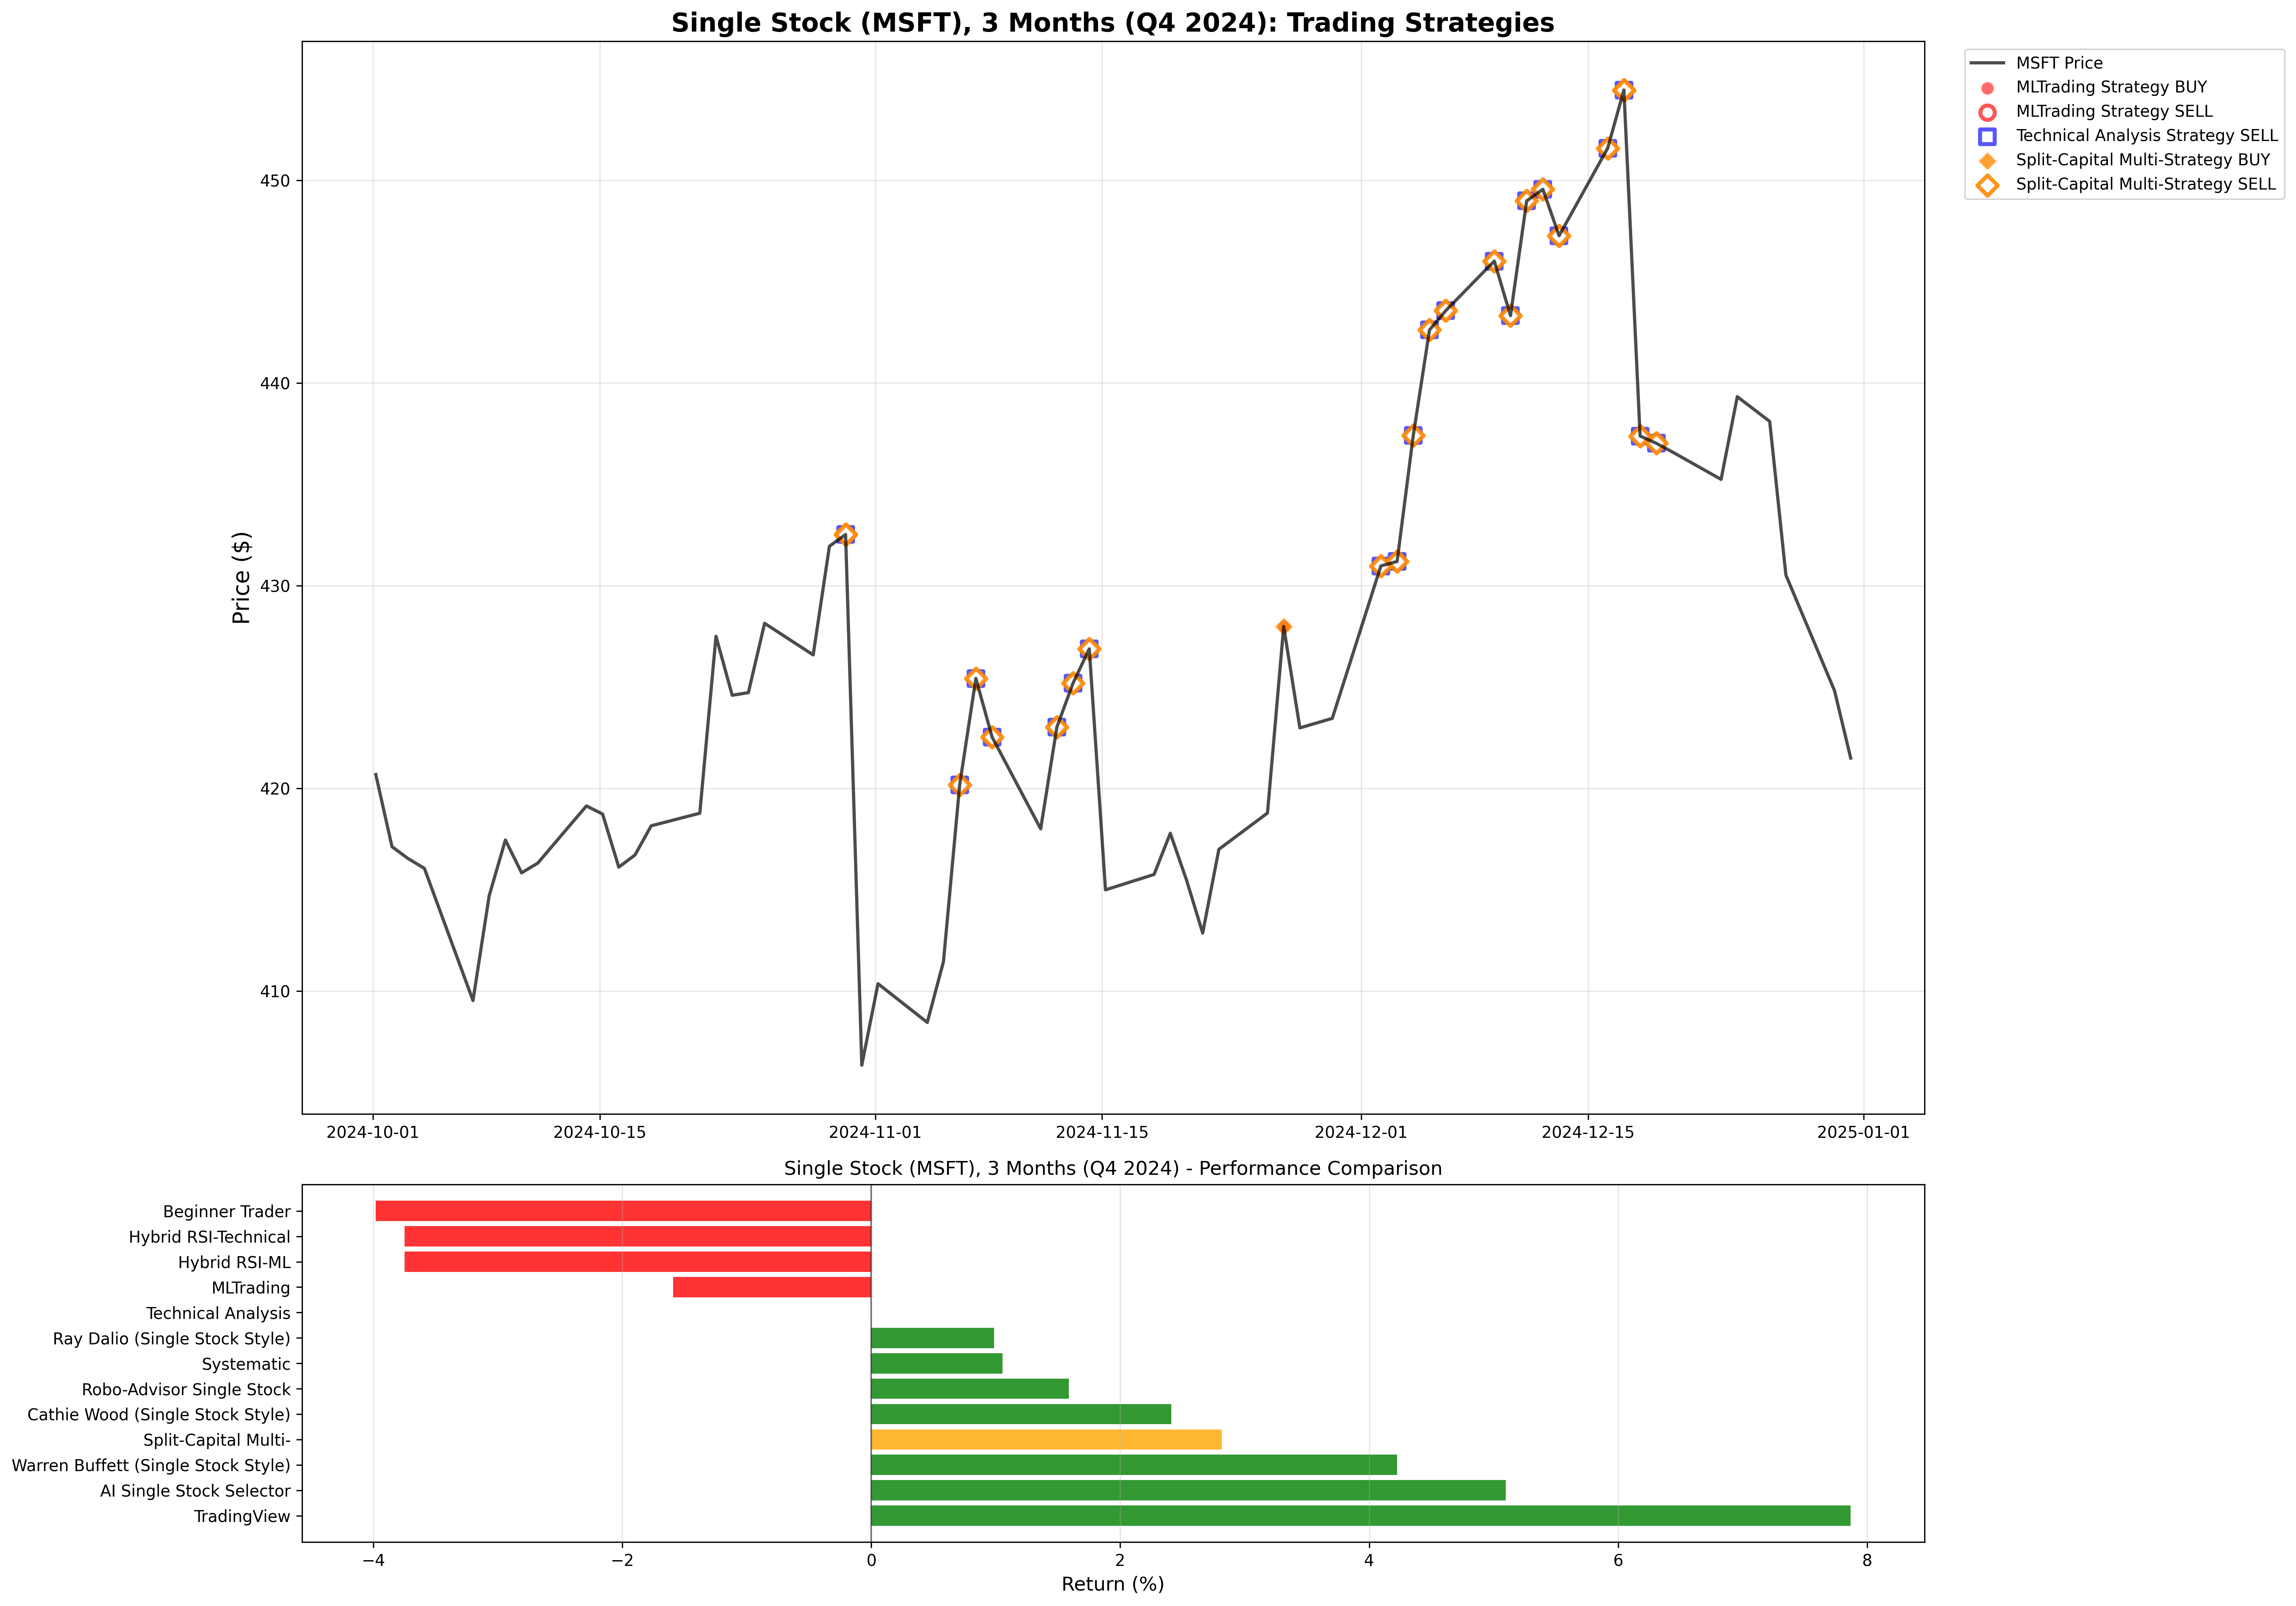 Single Stock (MSFT), 3 Months (Q4 2024): Trading Strategies
MSFT Price
MLTrading Strategy BUY
MLTrading Strategy SELL
Technical Analysis Strategy SELL
Split-Capital Multi-Strategy BUY
Split-Capital Multi-Strategy SELL
Price ($)
450
440
430
420
410
2024-10-01
2024-10-15
2024-11-01
2024-11-15
2024-12-01
2024-12-15
2025-01-01
Single Stock (MSFT), 3 Months (Q4 2024) - Performance Comparison
Beginner Trader
Hybrid RSI-Technical
Hybrid RSI-ML
MLTrading
Technical Analysis
Ray Dalio (Single Stock Style)
Systematic
Robo-Advisor Single Stock
Cathie Wood (Single Stock Style)
Split-Capital Multi-
Warren Buffett (Single Stock Style)
AI Single Stock Selector
TradingView
−4
−2
0
2
4
6
8
Return (%)